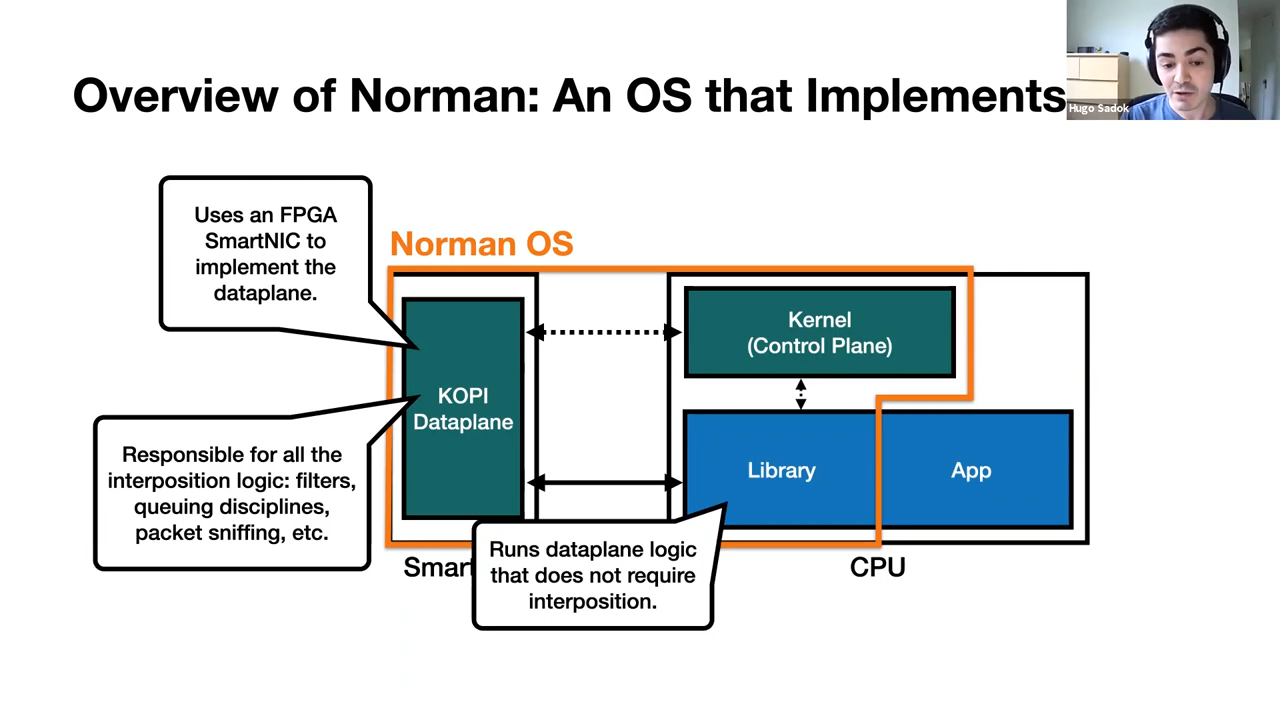 Overview of Norman: An OS that Implements
Hugo Sadok
Uses an FPGA
SmartNIC to
implement the
dataplane.
Norman OS
Kernel
(Control Plane)
KOPI
Dataplane
Responsible for all the
interposition logic: filters,
queuing disciplines,
packet sniffing, etc.
Library
App
Runs dataplane logic
that does not require
interposition.
Smart
CPU